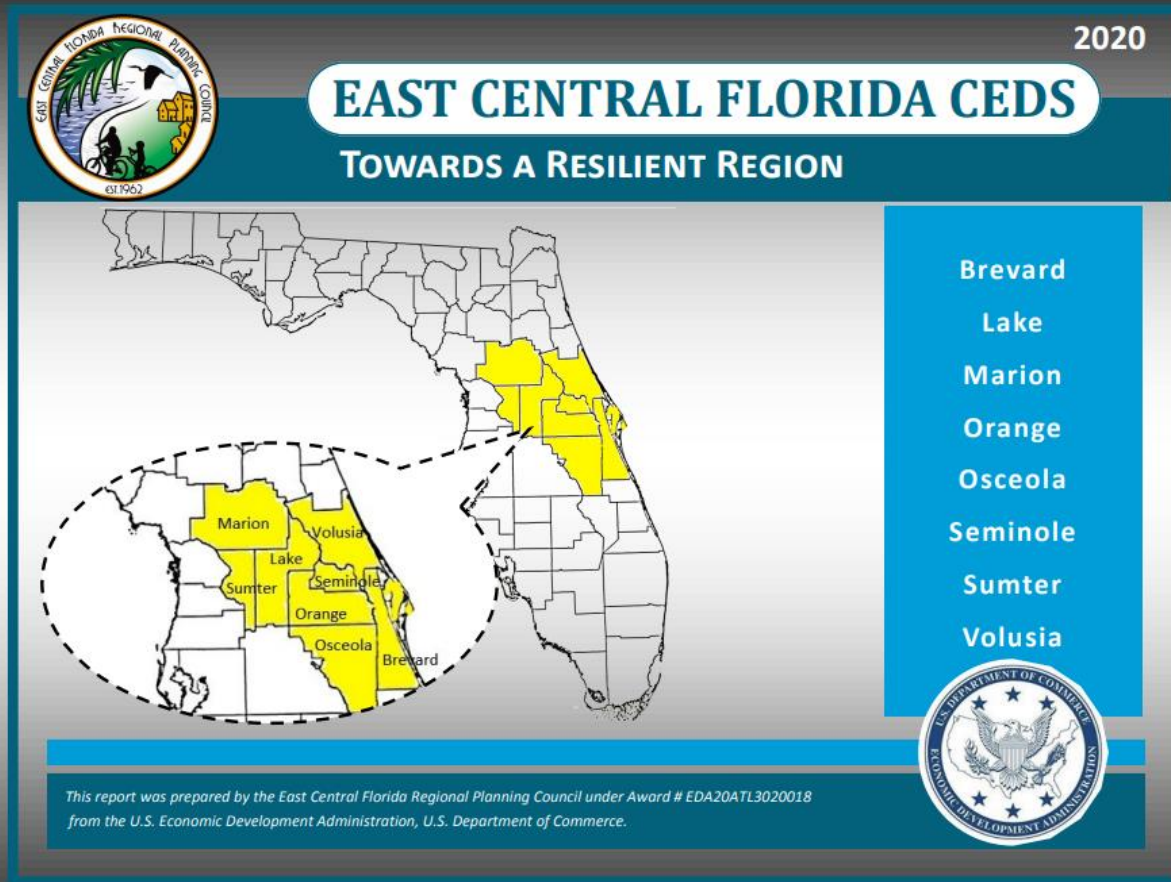 2020
EAST CENTRAL FLORIDA REGIONAL PLANNING COUNCIL
EST.1962
EAST CENTRAL FLORIDA CEDS
TOWARDS A RESILIENT REGION
Brevard
Lake
Marion
Orange
Osceola
Seminole
Sumter
Volusia
Marion
Volusia
Lake
Sumter
Seminole
Orange
Osceola
Brevard
U.S. DEPARTMENT OF COMMERCE
ECONOMIC DEVELOPMENT ADMINISTRATION
This report was prepared by the East Central Florida Regional Planning Council under Award # EDA20ATL3020018
from the U.S. Economic Development Administration, U.S. Department of Commerce.